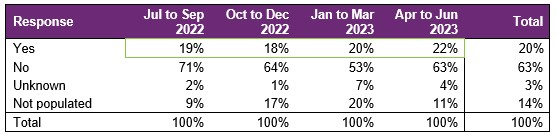 Response Jul to Sep 2022 Oct to Dec 2022 Jan to Mar 2023 Apr to Jun 2023 Total
Yes 19% 18% 20% 22% 20%
No 71% 64% 53% 63% 63%
Unknown 2% 1% 7% 4% 3%
Not populated 9% 17% 20% 11% 14%
Total 100% 100% 100% 100% 100%